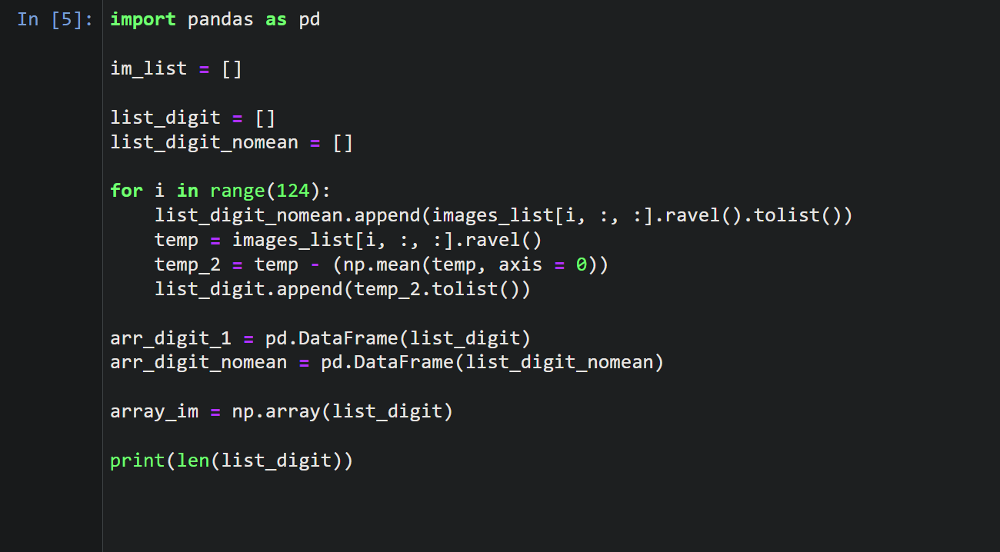 In [5]: import pandas as pd
im_list = []
list_digit = []
list_digit_nomean = []
for i in range(124):
    list_digit_nomean.append(images_list[i, :, :].ravel().tolist())
    temp = images_list[i, :, :].ravel()
    temp_2 = temp - (np.mean(temp, axis = 0))
    list_digit.append(temp_2.tolist())
arr_digit_1 = pd.DataFrame(list_digit)
arr_digit_nomean = pd.DataFrame(list_digit_nomean)
array_im = np.array(list_digit)
print(len(list_digit))